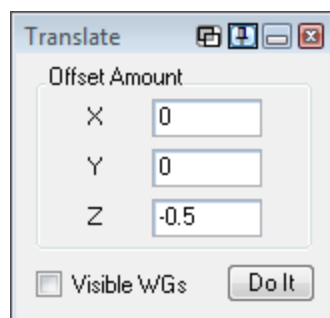 Translate
Offset Amount
X 0
Y 0
Z -0.5
Visible WGs Do It